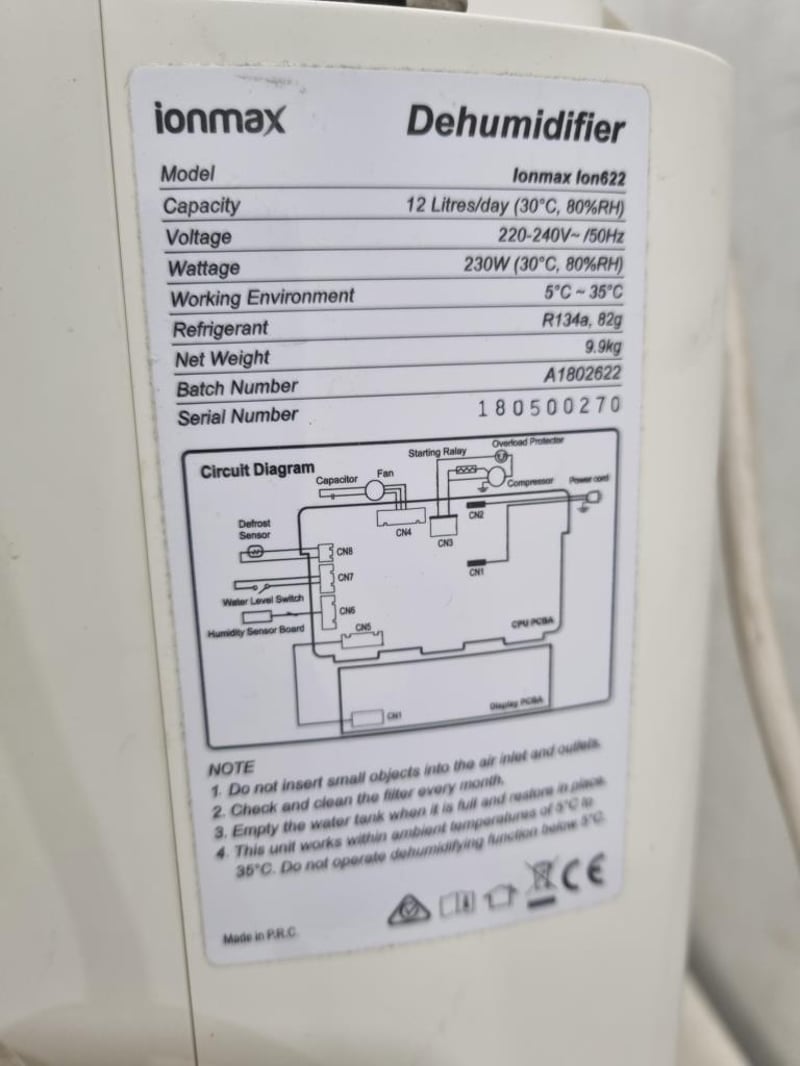 ionmax Dehumidifier
Model Ionmax Ion622
Capacity 12 Litres/day (30°C, 80%RH)
Voltage 220-240V~ /50Hz
Wattage 230W (30°C, 80%RH)
Working Environment 5°C ~ 35°C
Refrigerant R134a, 82g
Net Weight 9.9kg
Batch Number A1802622
Serial Number 180500270
Circuit Diagram
Capacitor
Fan
Starting Ralay
Overload Protector
Compressor
Power cord
Defrost
Sensor
CN4
CN3
CN2
CN8
CN7
CN1
Water Level Switch
CN6
Humidity Sensor Board
CN5
CPU PCBA
CN1
Display PCBA
NOTE
1. Do not insert small objects into the air inlet and outlets.
2. Check and clean the filter every month.
3. Empty the water tank when it is full and restore in place.
4. This unit works within ambient temperatures of 5°C to
35°C. Do not operate dehumidifying function below 5°C.
CE
Made in P.R.C.